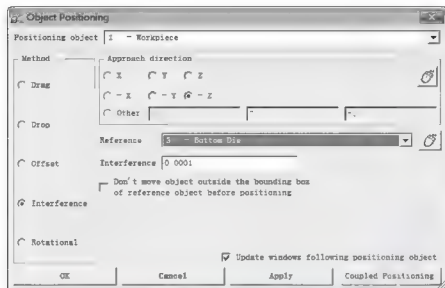 Object Positioning
Positioning object - Workpiece
Method
Approach direction
Drag
X Y Z
- X - Y - Z
Other
Drop
Reference 3 - Bottom Die
Offset
Interference 0.0001
Don't move object outside the bounding box
of reference object before positioning
Interference
Rotational
Update windows following positioning object
OK Cancel Apply Coupled Positioning